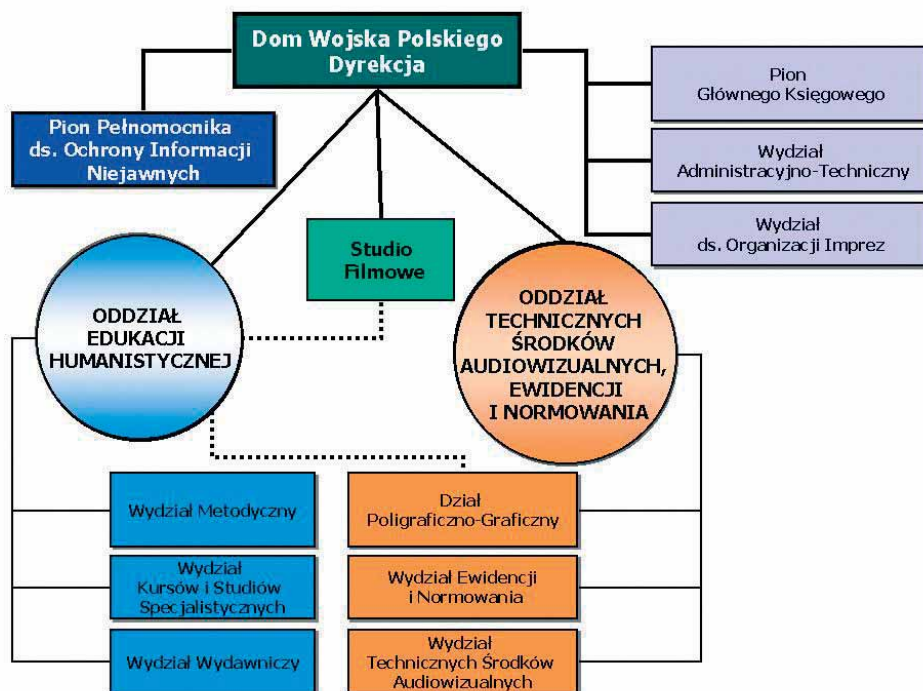 Dom Wojska Polskiego
Dyrekcja
Pion Pełnomocnika
ds. Ochrony Informacji
Niejawnych
Pion
Głównego Księgowego
Wydział
Administracyjno-Techniczny
Wydział
ds. Organizacji Imprez
Studio
Filmowe
ODDZIAŁ
EDUKACJI
HUMANISTYCZNEJ
ODDZIAŁ
TECHNICZNYCH
ŚRODKÓW
AUDIOWIZUALNYCH,
EWIDENCJI
I NORMOWANIA
Wydział Metodyczny
Wydział
Kursów i Studiów
Specjalistycznych
Wydział Wydawniczy
Dział
Poligraficzno-Graficzny
Wydział Ewidencji
i Normowania
Wydział
Technicznych Środków
Audiowizualnych